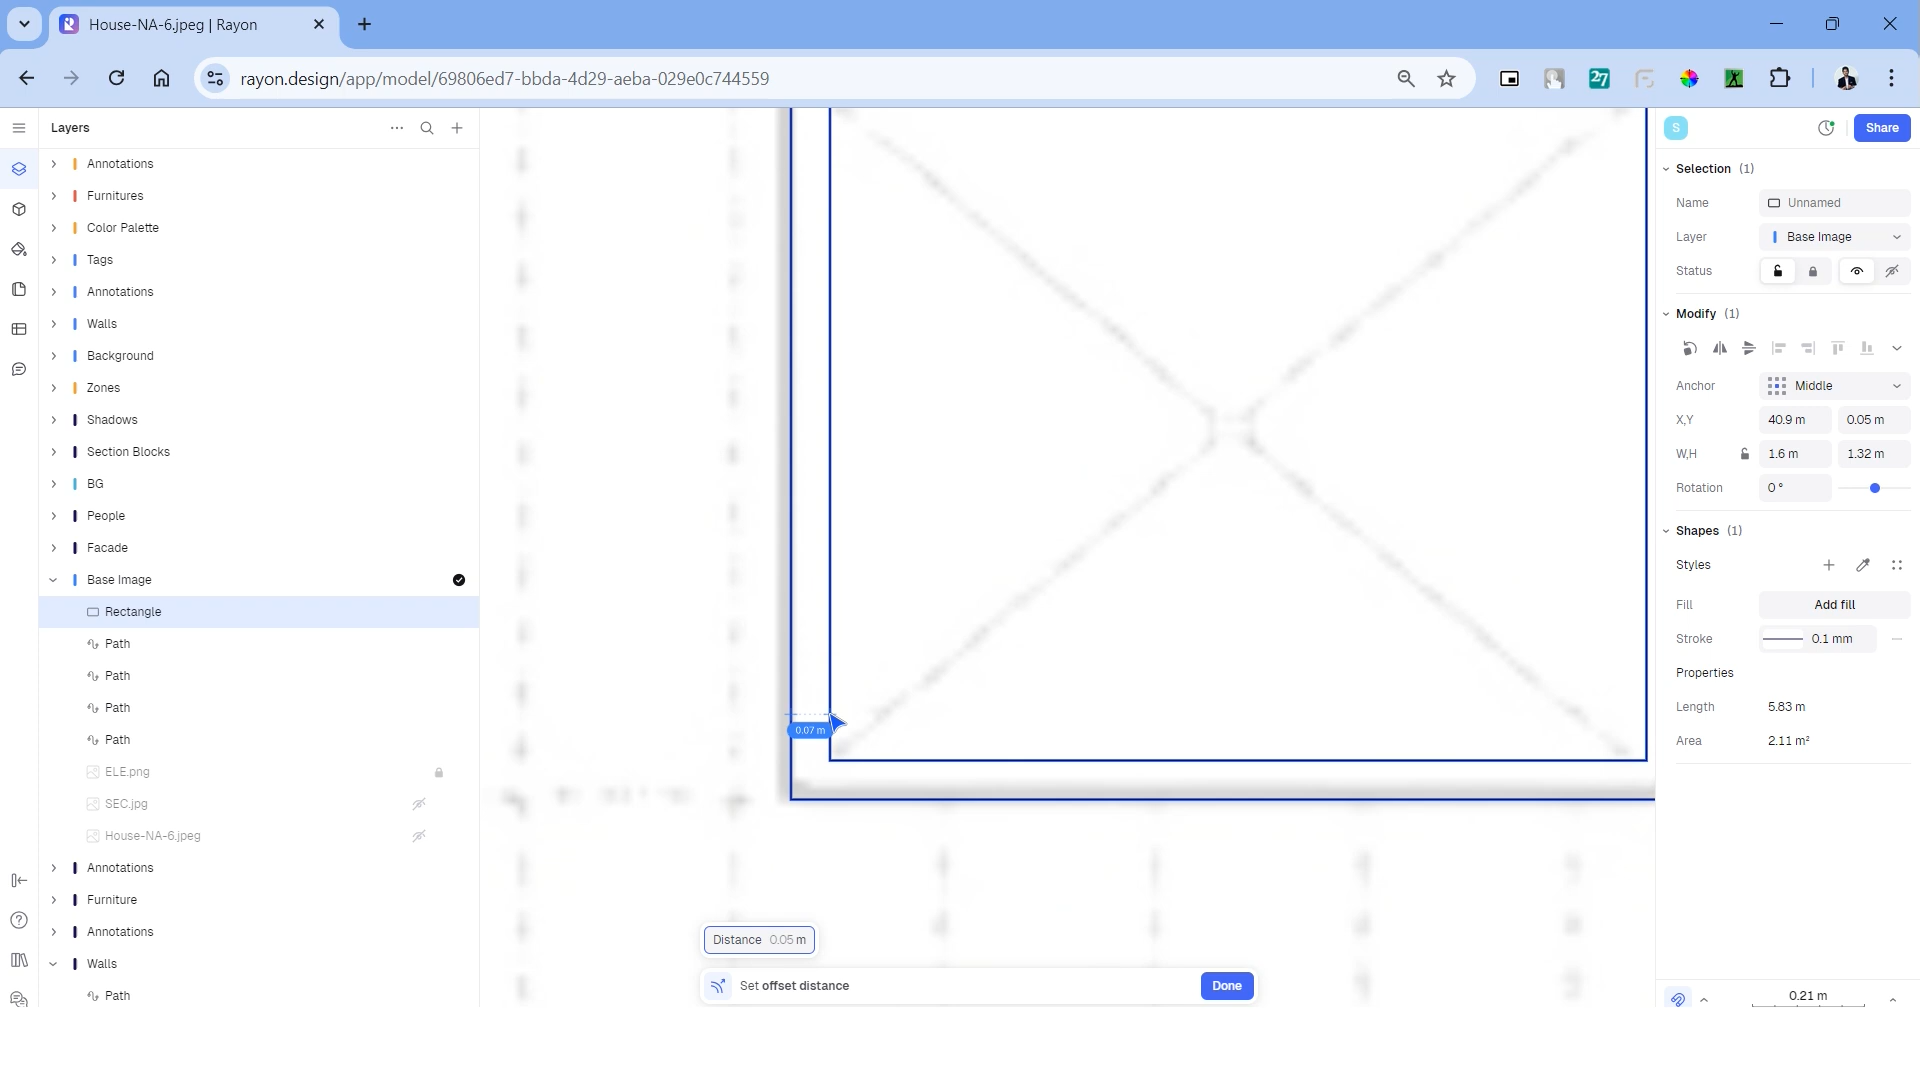 House-NA-6.jpeg | Rayon
rayon.design/app/model/69806ed7-bbda-4d29-aeba-029e0c744559
27
Layers
Annotations
Furnitures
Color Palette
Tags
Annotations
Walls
Background
Zones
Shadows
Section Blocks
BG
People
Facade
Base Image
Rectangle
Path
Path
Path
Path
ELE.png
SEC.jpg
House-NA-6.jpeg
Annotations
Furniture
Annotations
Walls
Path
0.07 m
Distance 0.05 m
Set offset distance
Done
S
Share
Selection (1)
Name Unnamed
Layer Base Image
Status
Modify (1)
Anchor Middle
X,Y 40.9 m 0.05 m
W,H 1.6 m 1.32 m
Rotation 0 °
Shapes (1)
Styles
Fill Add fill
Stroke 0.1 mm
Properties
Length 5.83 m
Area 2.11 m²
0.21 m